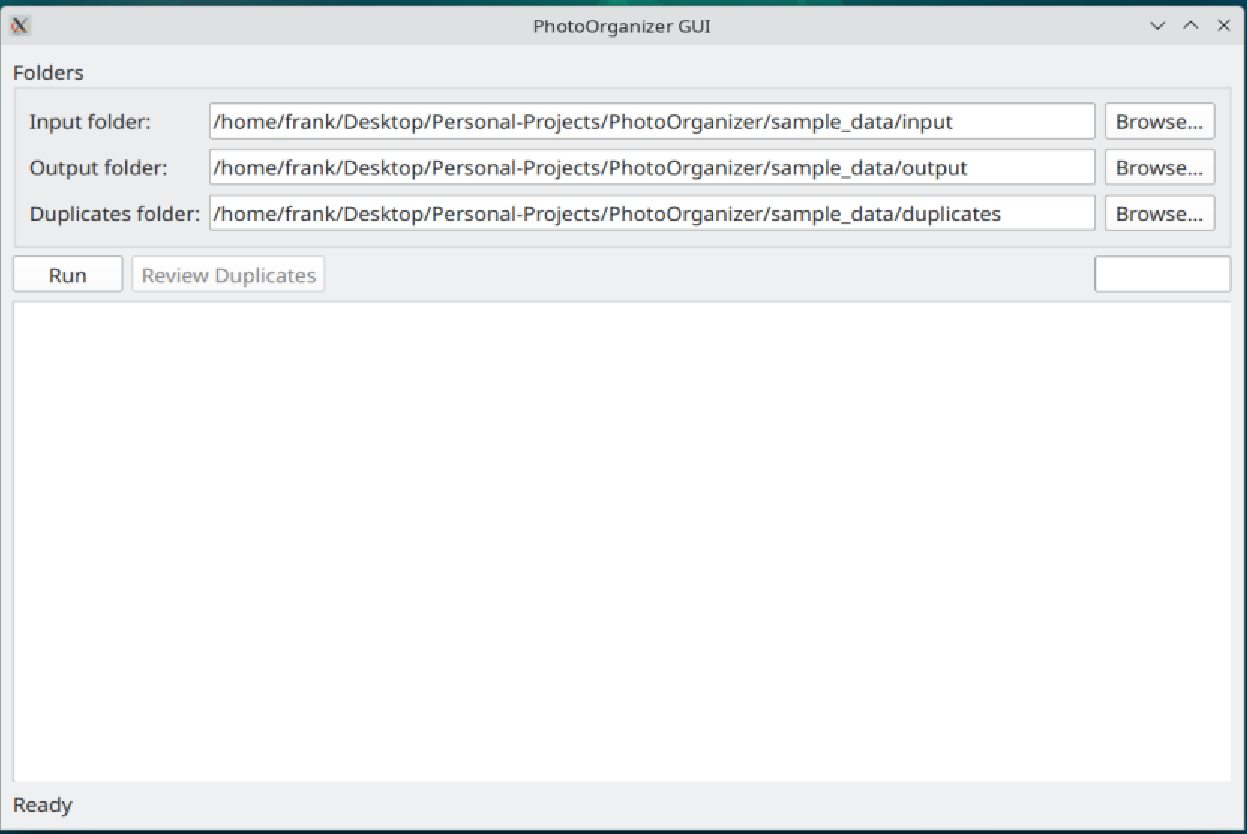 PhotoOrganizer GUI
Folders
Input folder: /home/frank/Desktop/Personal-Projects/PhotoOrganizer/sample_data/input Browse...
Output folder: /home/frank/Desktop/Personal-Projects/PhotoOrganizer/sample_data/output Browse...
Duplicates folder: /home/frank/Desktop/Personal-Projects/PhotoOrganizer/sample_data/duplicates Browse...
Run Review Duplicates
Ready